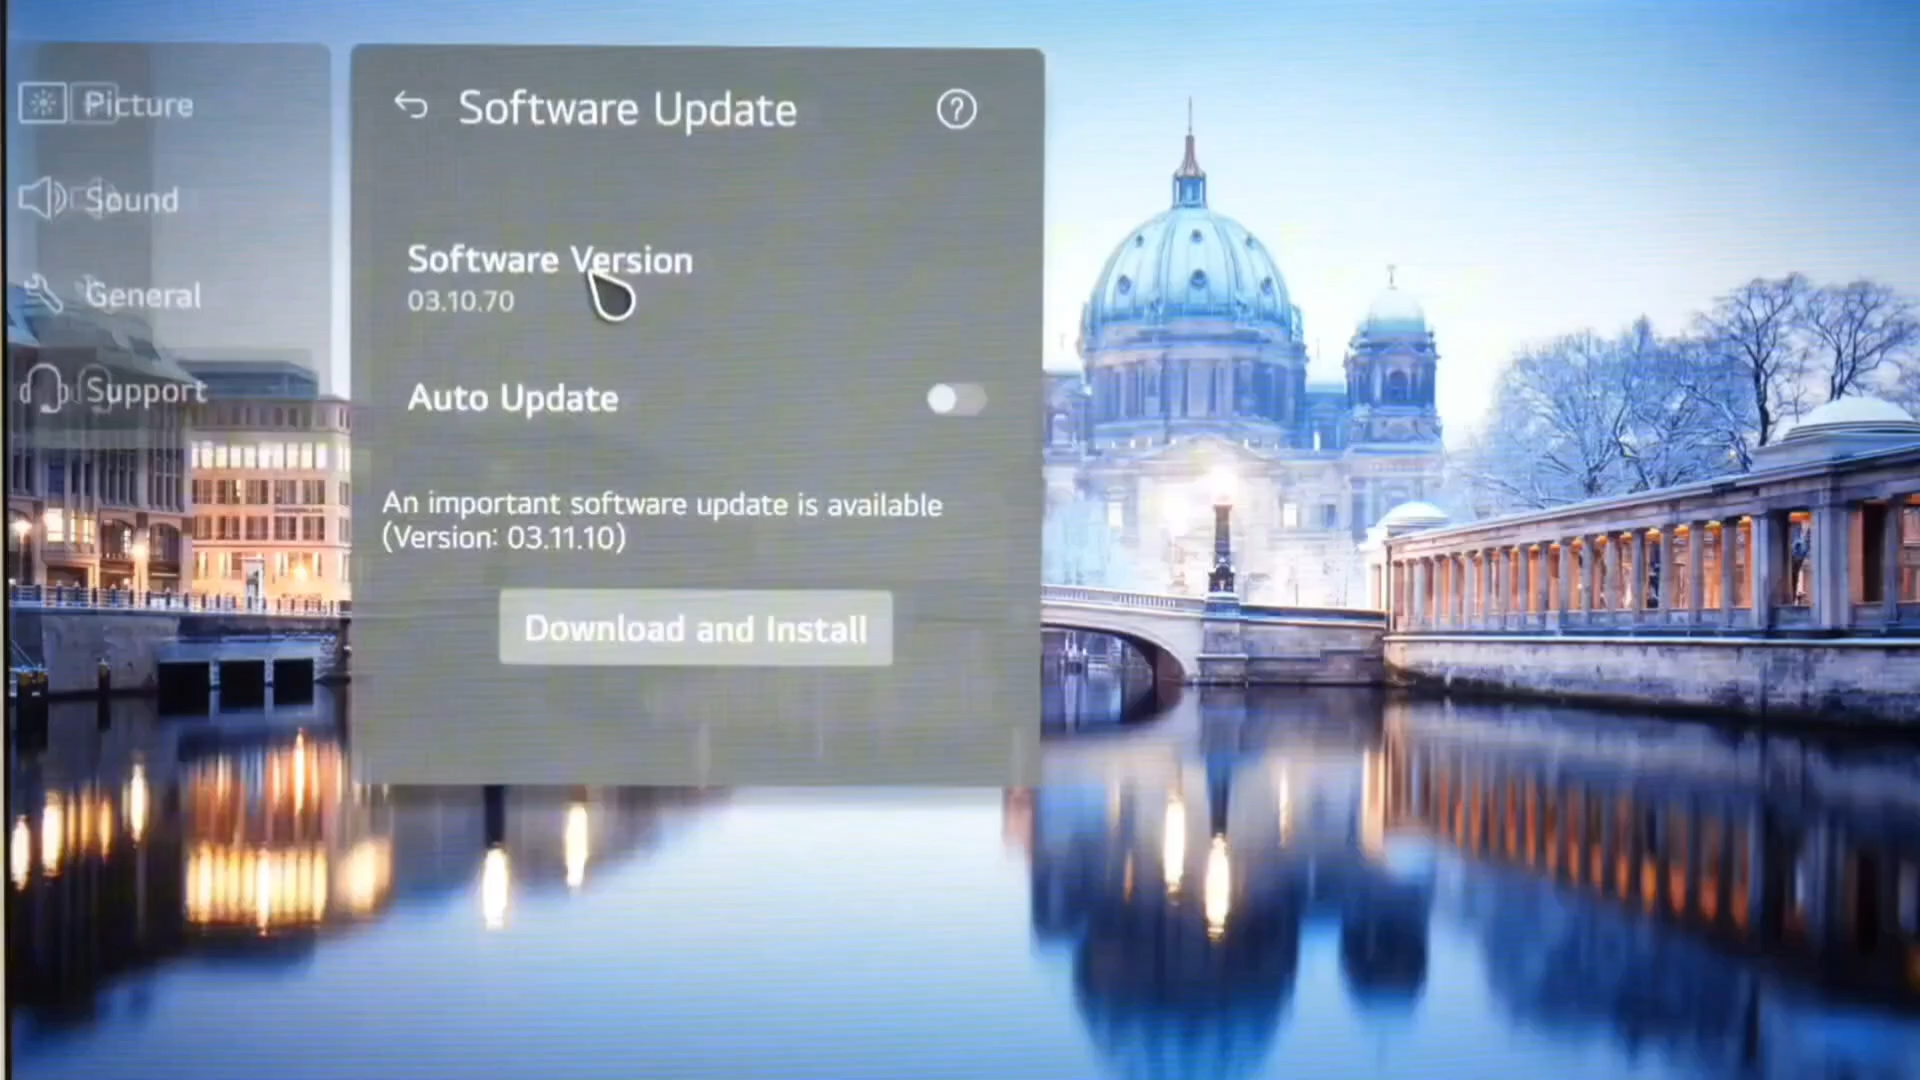 Picture
Sound
General
Support
Software Update
Software Version
03.10.70
Auto Update
An important software update is available
(Version: 03.11.10)
Download and Install